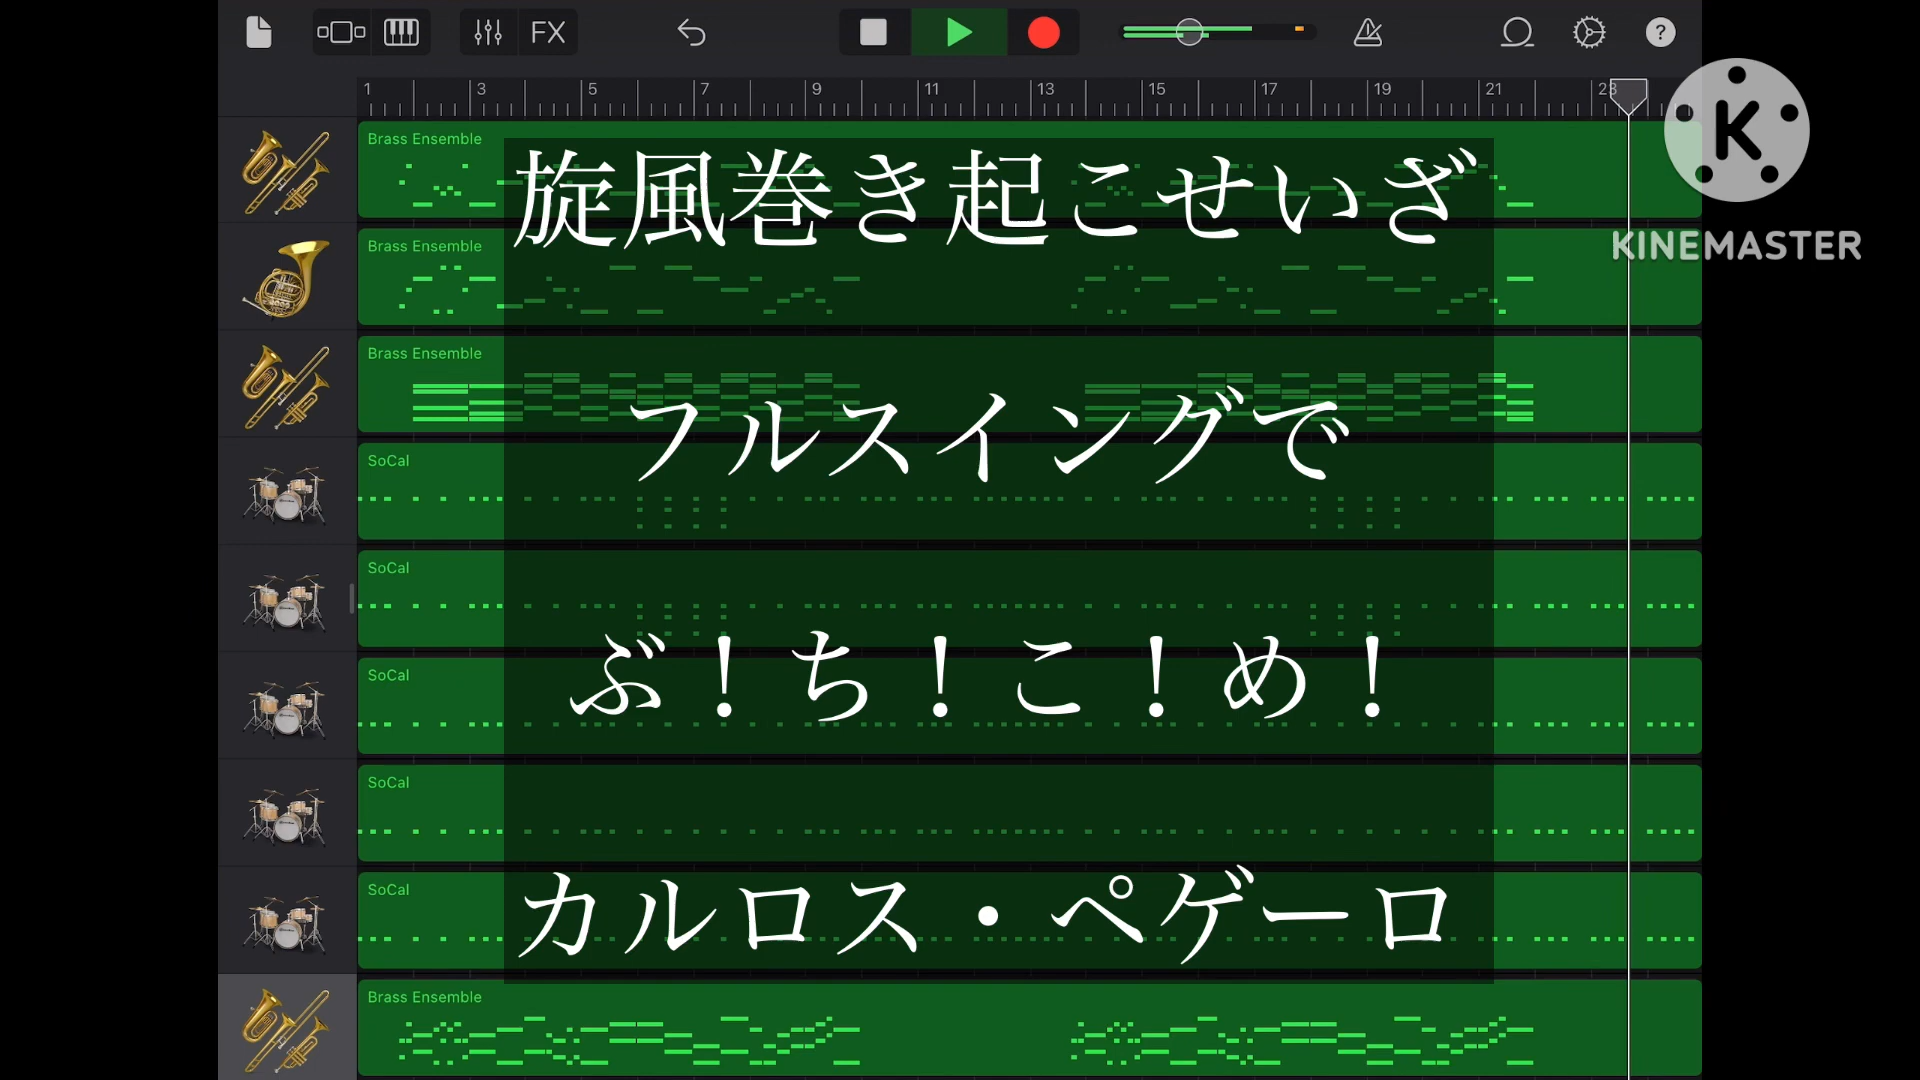 FX
?
1 3 5 7 9 11 13 15 17 19 21 23
K
KINEMASTER
Brass Ensemble
旋風巻き起こせいざ
Brass Ensemble
Brass Ensemble
フルスイングで
SoCal
SoCal
ぶ！ち！こ！め！
SoCal
SoCal
SoCal
カルロス・ペゲーロ
Brass Ensemble